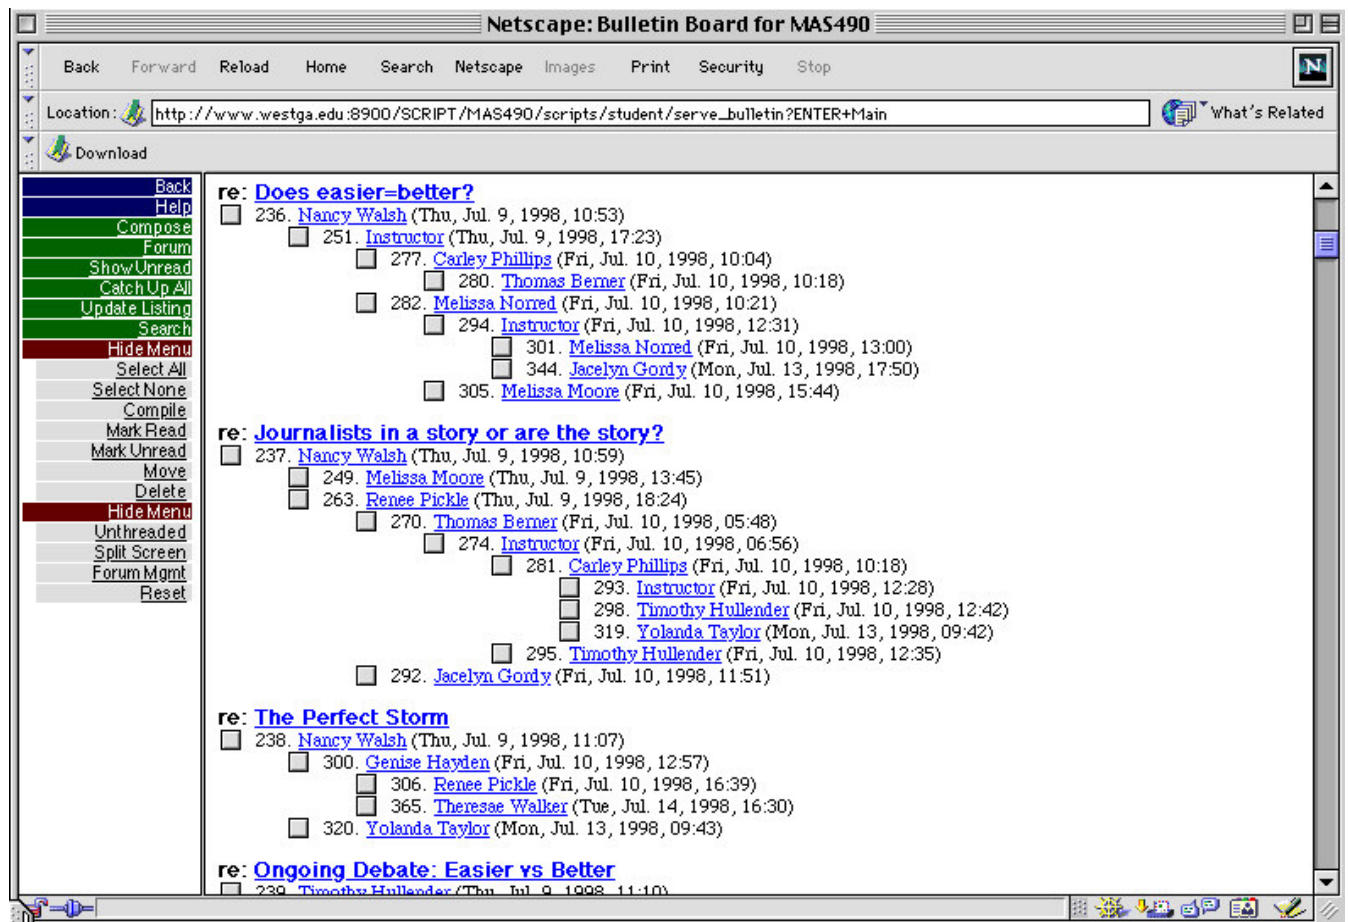 Netscape: Bulletin Board for MAS490
Back Forward Reload Home Search Netscape Images Print Security Stop
N
Location: http://www.westga.edu:8900/SCRIPT/MAS490/scripts/student/serve_bulletin?ENTER+Main What's Related
Download
Back
Help
Compose
Forum
Show Unread
Catch Up All
Update Listing
Search
Hide Menu
Select All
Select None
Compile
Mark Read
Mark Unread
Move
Delete
Hide Menu
Unthreaded
Split Screen
Forum Mgmt
Reset
re: Does easier=better?
236. Nancy Walsh (Thu, Jul. 9, 1998, 10:53)
251. Instructor (Thu, Jul. 9, 1998, 17:23)
277. Carley Phillips (Fri, Jul. 10, 1998, 10:04)
280. Thomas Berner (Fri, Jul. 10, 1998, 10:18)
282. Melissa Norred (Fri, Jul. 10, 1998, 10:21)
294. Instructor (Fri, Jul. 10, 1998, 12:31)
301. Melissa Norred (Fri, Jul. 10, 1998, 13:00)
344. Jacelyn Gordy (Mon, Jul. 13, 1998, 17:50)
305. Melissa Moore (Fri, Jul. 10, 1998, 15:44)
re: Journalists in a story or are the story?
237. Nancy Walsh (Thu, Jul. 9, 1998, 10:59)
249. Melissa Moore (Thu, Jul. 9, 1998, 13:45)
263. Renee Pickle (Thu, Jul. 9, 1998, 18:24)
270. Thomas Berner (Fri, Jul. 10, 1998, 05:48)
274. Instructor (Fri, Jul. 10, 1998, 06:56)
281. Carley Phillips (Fri, Jul. 10, 1998, 10:18)
293. Instructor (Fri, Jul. 10, 1998, 12:28)
298. Timothy Hullender (Fri, Jul. 10, 1998, 12:42)
319. Yolanda Taylor (Mon, Jul. 13, 1998, 09:42)
295. Timothy Hullender (Fri, Jul. 10, 1998, 12:35)
292. Jacelyn Gordy (Fri, Jul. 10, 1998, 11:51)
re: The Perfect Storm
238. Nancy Walsh (Thu, Jul. 9, 1998, 11:07)
300. Genise Hayden (Fri, Jul. 10, 1998, 12:57)
306. Renee Pickle (Fri, Jul. 10, 1998, 16:39)
365. Theresae Walker (Tue, Jul. 14, 1998, 16:30)
320. Yolanda Taylor (Mon, Jul. 13, 1998, 09:43)
re: Ongoing Debate: Easier vs Better
239. Timothy Hullender (Thu, Jul. 9, 1998, 11:10)